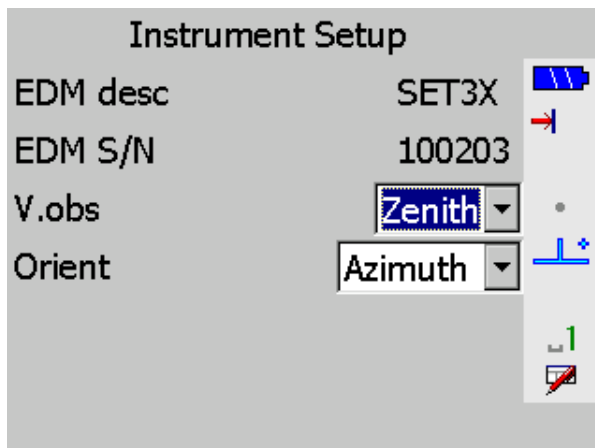 Instrument Setup
EDM desc SET3X
EDM S/N 100203
V.obs Zenith
Orient Azimuth
1